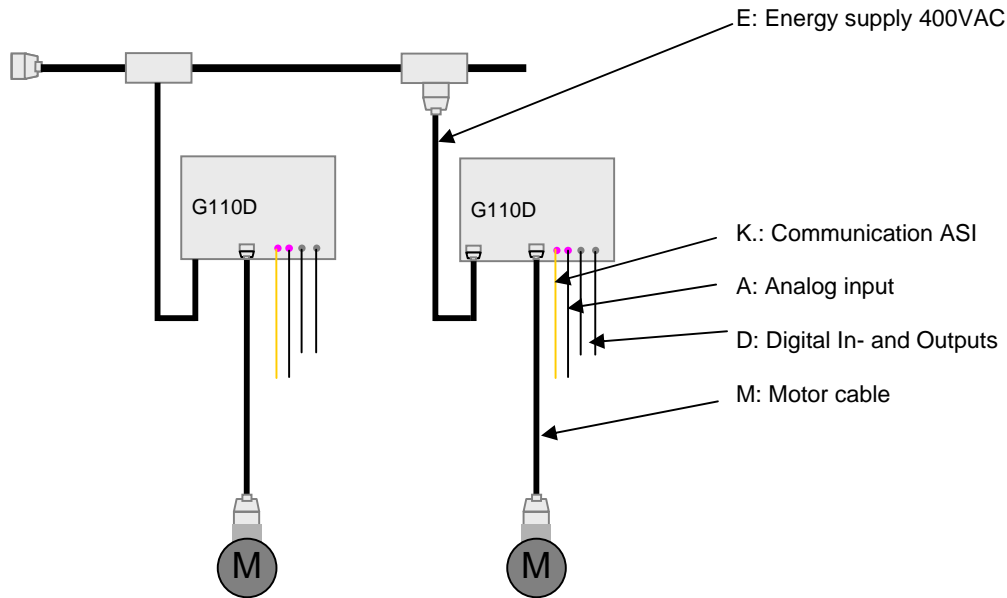 E: Energy supply 400VAC
G110D
G110D
K.: Communication ASI
A: Analog input
D: Digital In- and Outputs
M: Motor cable
M
M